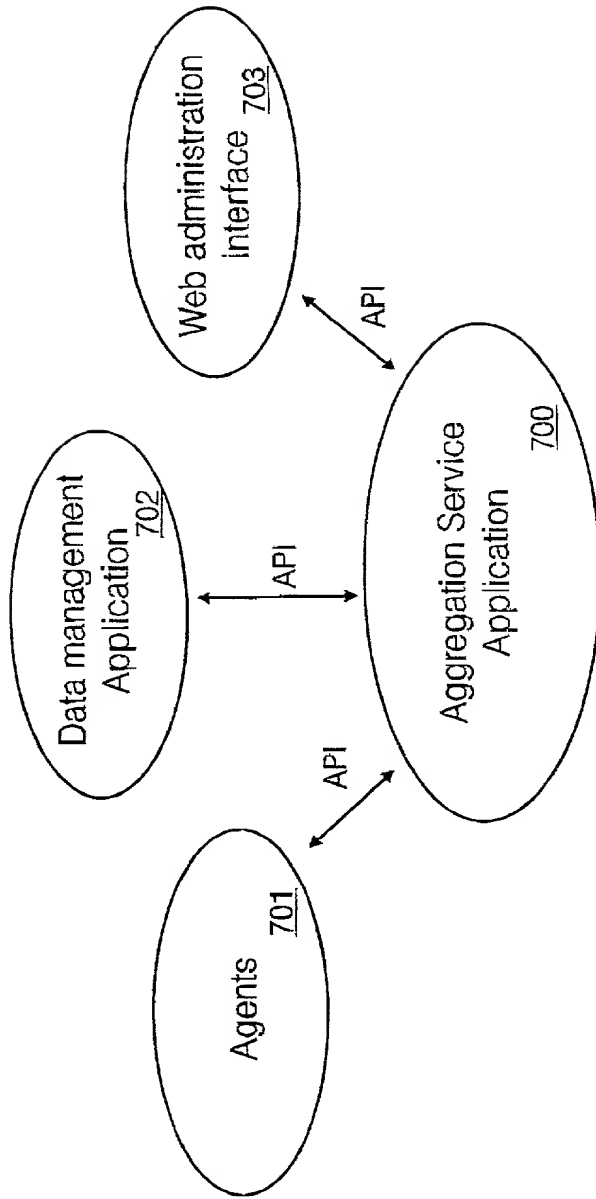 Data management
Application
702
Agents
701
Web administration
interface
703
API
API
API
Aggregation Service
Application
700